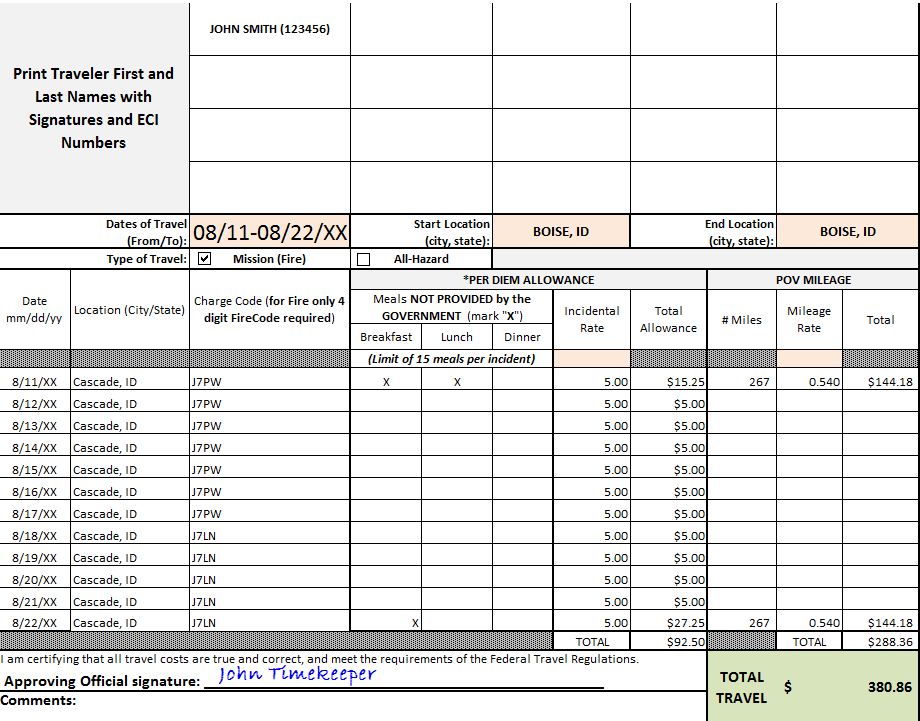 JOHN SMITH (123456)
Print Traveler First and
Last Names with
Signatures and ECI
Numbers
Dates of Travel
(From/To):
08/11-08/22/XX
Start Location
(city, state):
BOISE, ID
End Location
(city, state):
BOISE, ID
Type of Travel: Mission (Fire) All-Hazard
*PER DIEM ALLOWANCE POV MILEAGE
Date
mm/dd/yy
Location (City/State)
Charge Code (for Fire only 4
digit FireCode required)
Meals NOT PROVIDED by the
GOVERNMENT (mark "X")
Breakfast Lunch Dinner
Incidental
Rate
Total
Allowance
# Miles
Mileage
Rate
Total
(Limit of 15 meals per incident)
8/11/XX Cascade, ID J7PW X X 5.00 $15.25 267 0.540 $144.18
8/12/XX Cascade, ID J7PW 5.00 $5.00
8/13/XX Cascade, ID J7PW 5.00 $5.00
8/14/XX Cascade, ID J7PW 5.00 $5.00
8/15/XX Cascade, ID J7PW 5.00 $5.00
8/16/XX Cascade, ID J7PW 5.00 $5.00
8/17/XX Cascade, ID J7PW 5.00 $5.00
8/18/XX Cascade, ID J7LN 5.00 $5.00
8/19/XX Cascade, ID J7LN 5.00 $5.00
8/20/XX Cascade, ID J7LN 5.00 $5.00
8/21/XX Cascade, ID J7LN 5.00 $5.00
8/22/XX Cascade, ID J7LN X 5.00 $27.25 267 0.540 $144.18
TOTAL $92.50 TOTAL $288.36
I am certifying that all travel costs are true and correct, and meet the requirements of the Federal Travel Regulations.
Approving Official signature: John Timekeeper
TOTAL
TRAVEL
$ 380.86
Comments: